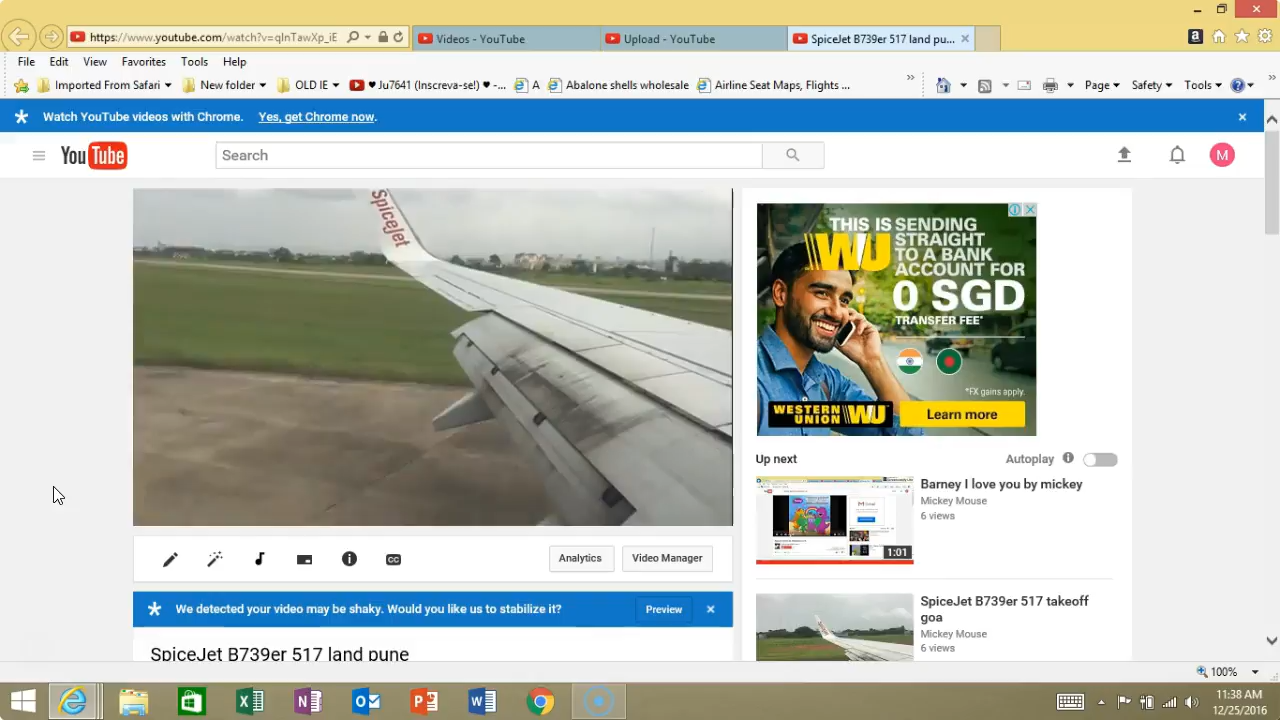 https://www.youtube.com/watch?v=qInTawXp_iE
Videos - YouTube
Upload - YouTube
SpiceJet B739er 517 land pu...
File Edit View Favorites Tools Help
Imported From Safari
New folder
OLD IE
♥ Ju7641 (Inscreva-se!) ♥ -...
A
Abalone shells wholesale
Airline Seat Maps, Flights ...
Page
Safety
Tools
Watch YouTube videos with Chrome. Yes, get Chrome now.
YouTube
Search
M
SpiceJet
THIS IS SENDING
STRAIGHT
WU TO A BANK
ACCOUNT FOR
0 SGD
TRANSFER FEE*
*FX gains apply.
WESTERN UNION WU
Learn more
Up next
Autoplay
Barney I love you by mickey
Mickey Mouse
6 views
1:01
CC
Analytics
Video Manager
We detected your video may be shaky. Would you like us to stabilize it?
Preview
SpiceJet B739er 517 takeoff
goa
Mickey Mouse
6 views
SpiceJet B739er 517 land pune
100%
11:38 AM
12/25/2016